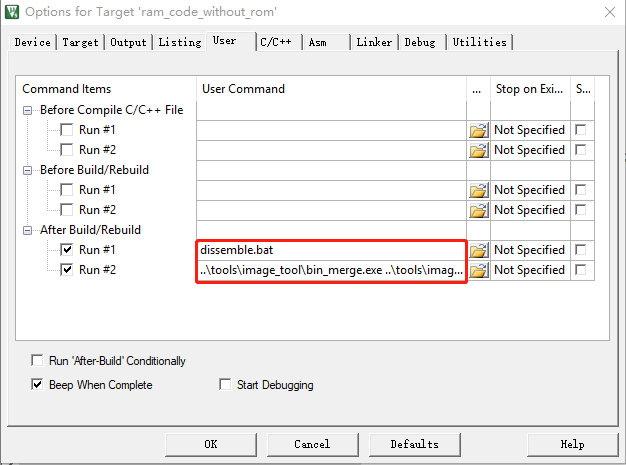 Options for Target 'ram_code_without_rom'
Device Target Output Listing User C/C++ Asm Linker Debug Utilities
Command Items User Command ... Stop on Exi... S...
Before Compile C/C++ File
Run #1 Not Specified
Run #2 Not Specified
Before Build/Rebuild
Run #1 Not Specified
Run #2 Not Specified
After Build/Rebuild
Run #1 dissemble.bat Not Specified
Run #2 ..\tools\image_tool\bin_merge.exe ..\tools\imag... Not Specified
Run 'After-Build' Conditionally
Beep When Complete Start Debugging
OK Cancel Defaults Help